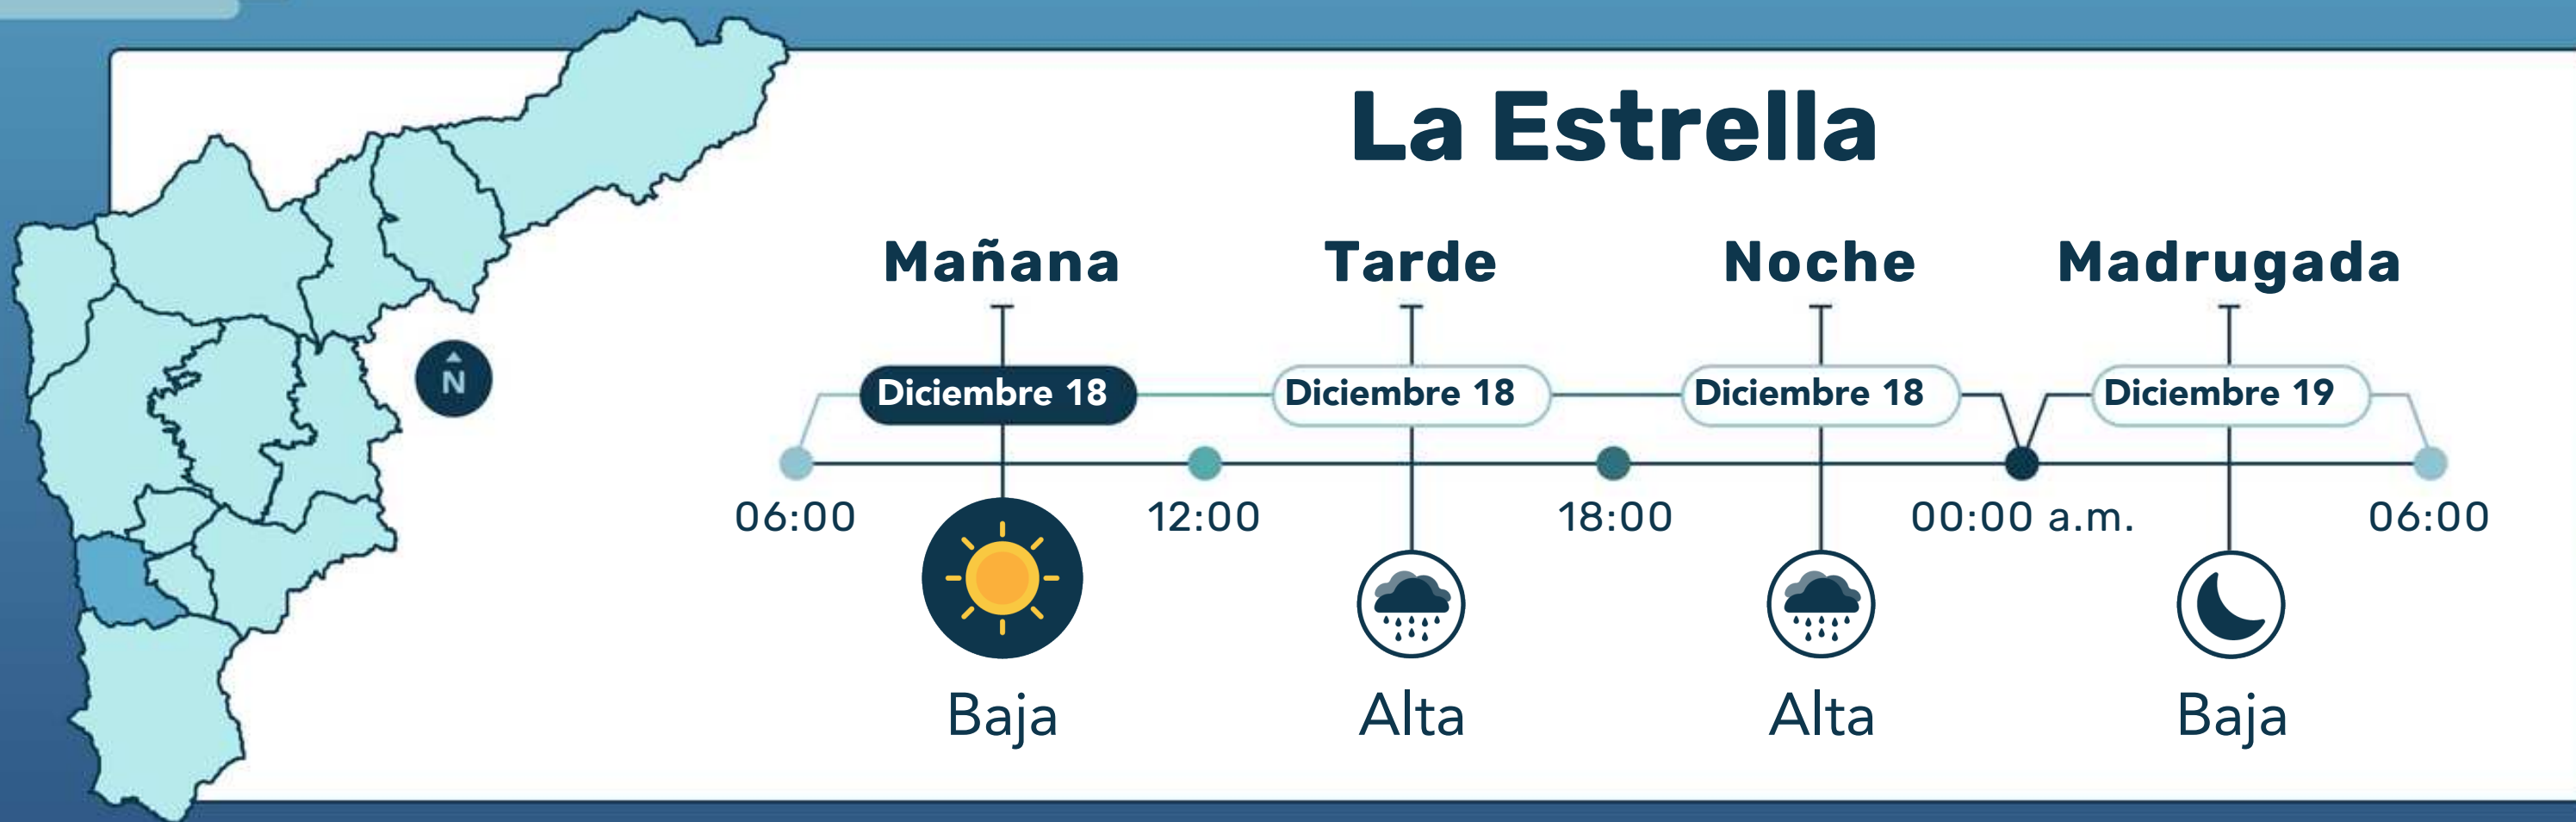 La Estrella
Mañana Tarde Noche Madrugada
Diciembre 18 Diciembre 18 Diciembre 18 Diciembre 19
N
06:00 12:00 18:00 00:00 a.m. 06:00
Baja Alta Alta Baja